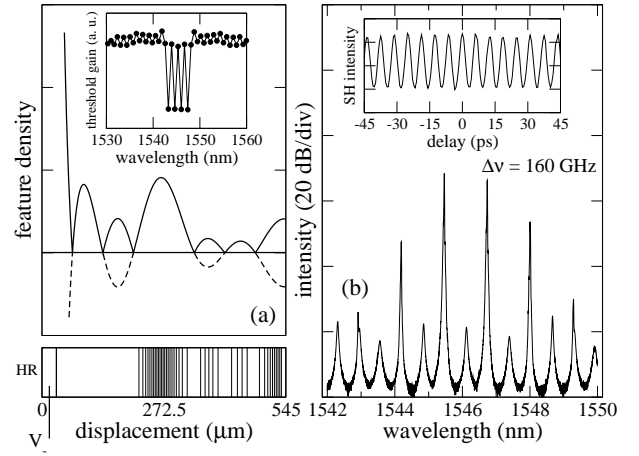 feature density
threshold gain (a. u.)
1530 1540 1550 1560
wavelength (nm)
(a)
HR
0 272.5 545
V-
displacement (μm)
intensity (20 dB/div)
SH intensity
-45 -30 -15 0 15 30 45
delay (ps)
Δν = 160 GHz
(b)
1542 1544 1546 1548 1550
wavelength (nm)